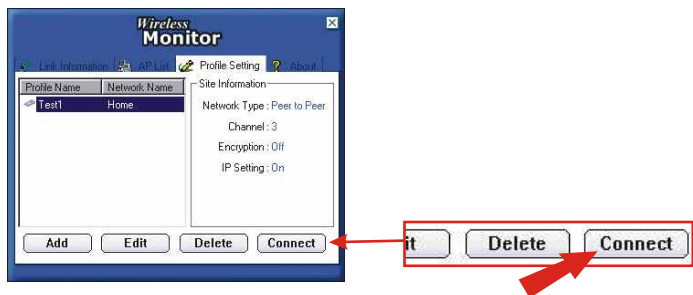 Wireless
Monitor
Link Information AP List Profile Setting About
Profile Name Network Name
Test1 Home
Site Information
Network Type : Peer to Peer
Channel : 3
Encryption : Off
IP Setting : On
Add Edit Delete Connect
it Delete Connect